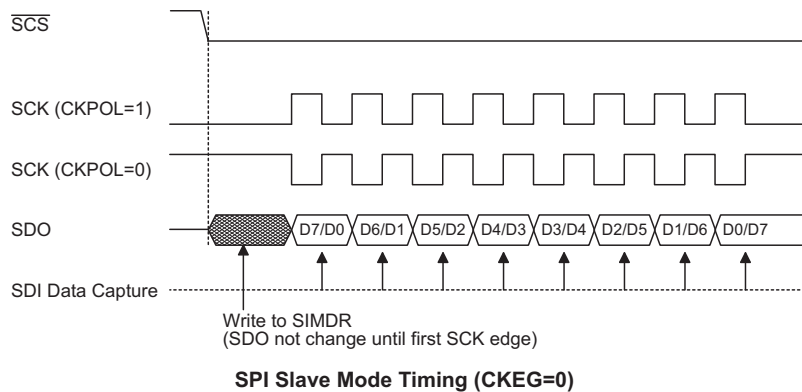 SCS
SCK (CKPOL=1)
SCK (CKPOL=0)
SDO
D7/D0 D6/D1 D5/D2 D4/D3 D3/D4 D2/D5 D1/D6 D0/D7
SDI Data Capture
Write to SIMDR
(SDO not change until first SCK edge)
SPI Slave Mode Timing (CKEG=0)